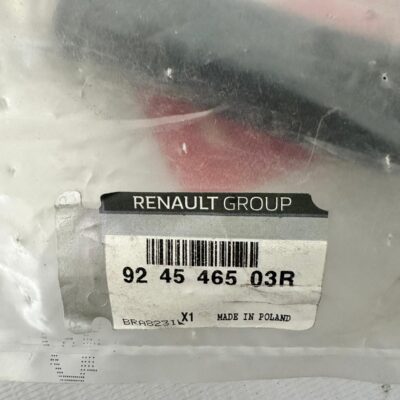 RENAULT GROUP
92 45 465 03R
X1 MADE IN POLAND